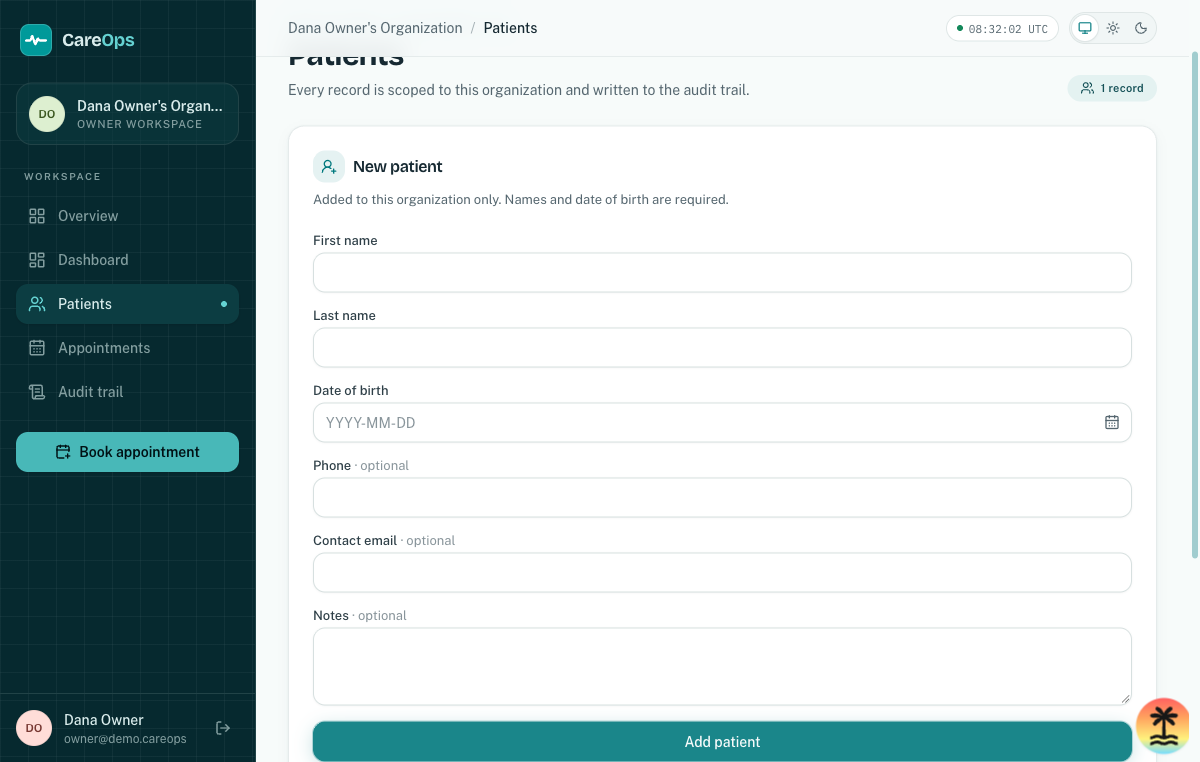 CareOps
DO
Dana Owner's Organ...
OWNER WORKSPACE
WORKSPACE
Overview
Dashboard
Patients
Appointments
Audit trail
Book appointment
DO
Dana Owner
owner@demo.careops
Dana Owner's Organization / Patients
08:32:02 UTC
Patients
Every record is scoped to this organization and written to the audit trail.
1 record
New patient
Added to this organization only. Names and date of birth are required.
First name
Last name
Date of birth
YYYY-MM-DD
Phone · optional
Contact email · optional
Notes · optional
Add patient